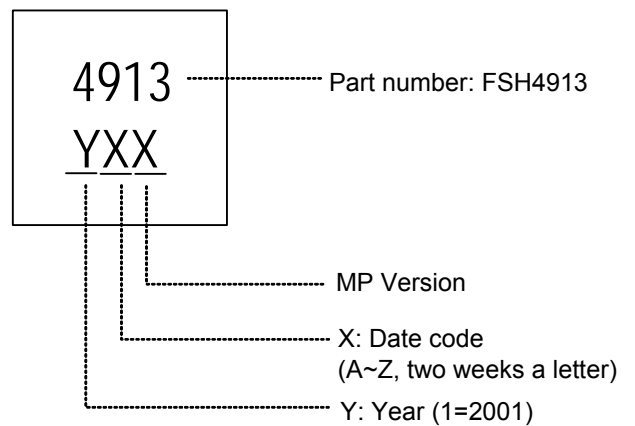 4913
Part number: FSH4913
YXX
MP Version
X: Date code
(A~Z, two weeks a letter)
Y: Year (1=2001)